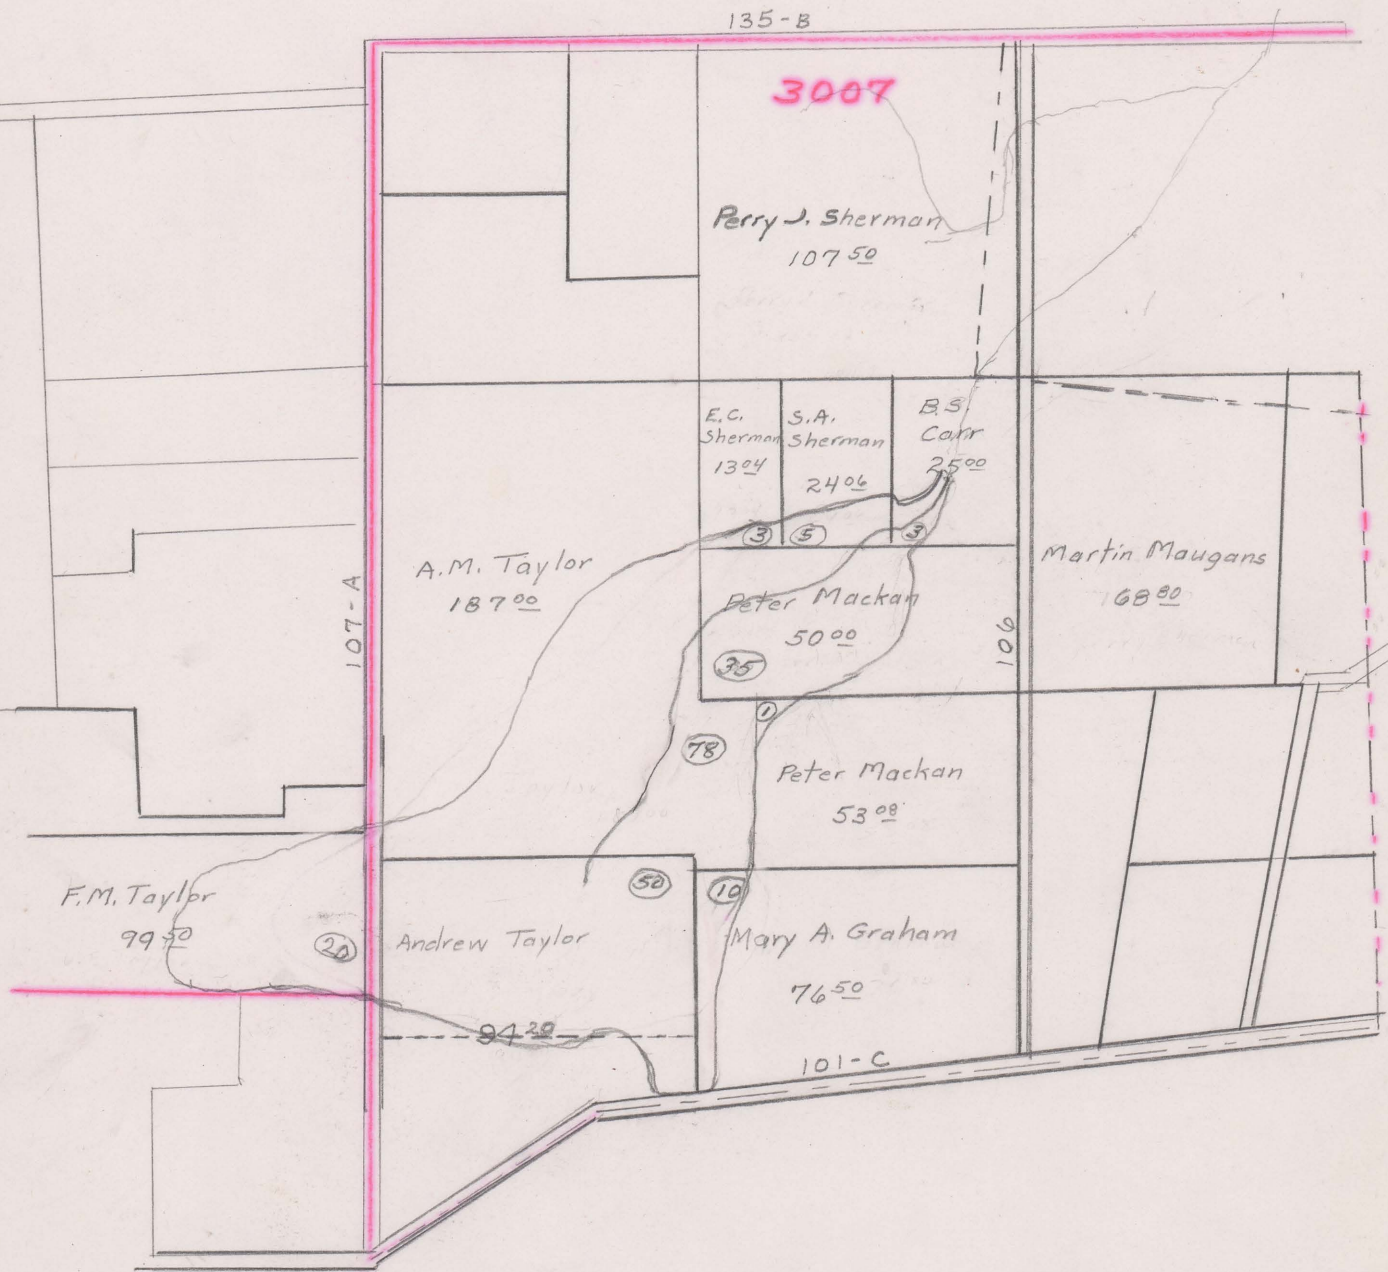 135-B
3007
Perry J. Sherman
107 50
E.C.
Sherman
13 04
S.A.
Sherman
24 06
B.S.
Carr
25 00
3
5
3
A.M. Taylor
187 00
Peter Mackan
50 00
35
Martin Maugans
68 80
107-A
106
1
78
Peter Mackan
53 08
F.M. Taylor
99 50
20
50
10
Andrew Taylor
94 20
Mary A. Graham
76 50
101-C